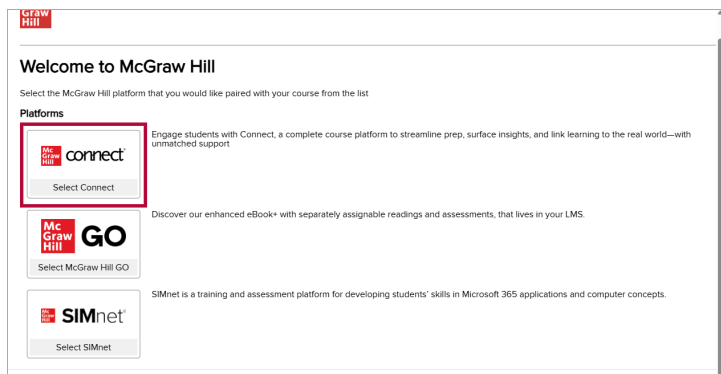 Graw
Hill
Welcome to McGraw Hill
Select the McGraw Hill platform that you would like paired with your course from the list
Platforms
Mc
Graw
Hill
connect
Select Connect
Engage students with Connect, a complete course platform to streamline prep, surface insights, and link learning to the real world—with
unmatched support
Mc
Graw
Hill
GO
Select McGraw Hill GO
Discover our enhanced eBook+ with separately assignable readings and assessments, that lives in your LMS.
Mc
Graw
Hill
SIMnet
Select SIMnet
SIMnet is a training and assessment platform for developing students' skills in Microsoft 365 applications and computer concepts.